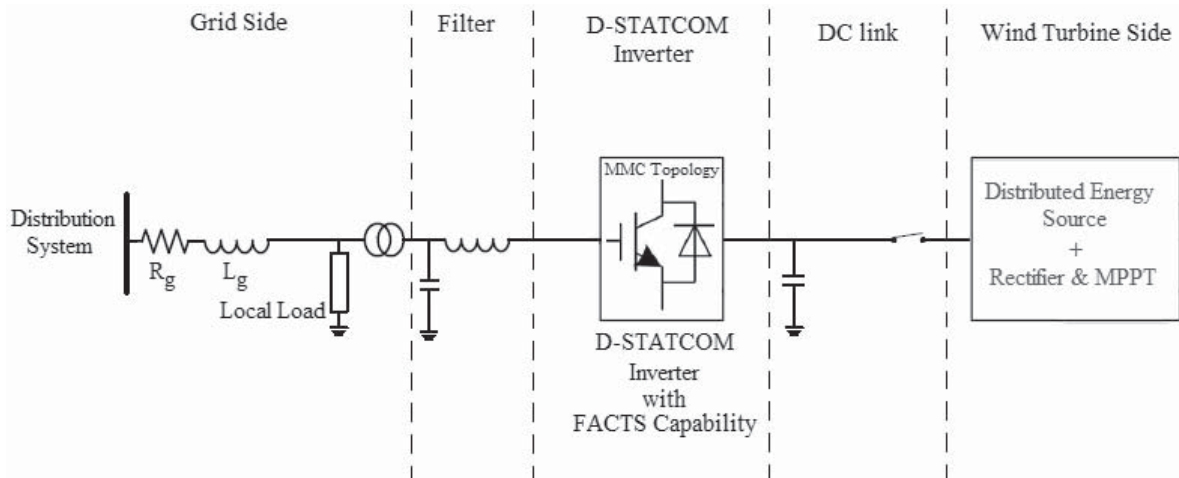 Grid Side
Filter
D-STATCOM
Inverter
DC link
Wind Turbine Side
MMC Topology
Distribution
System
Rg
Lg
Local Load
Distributed Energy
Source
+
Rectifier & MPPT
D-STATCOM
Inverter
with
FACTS Capability